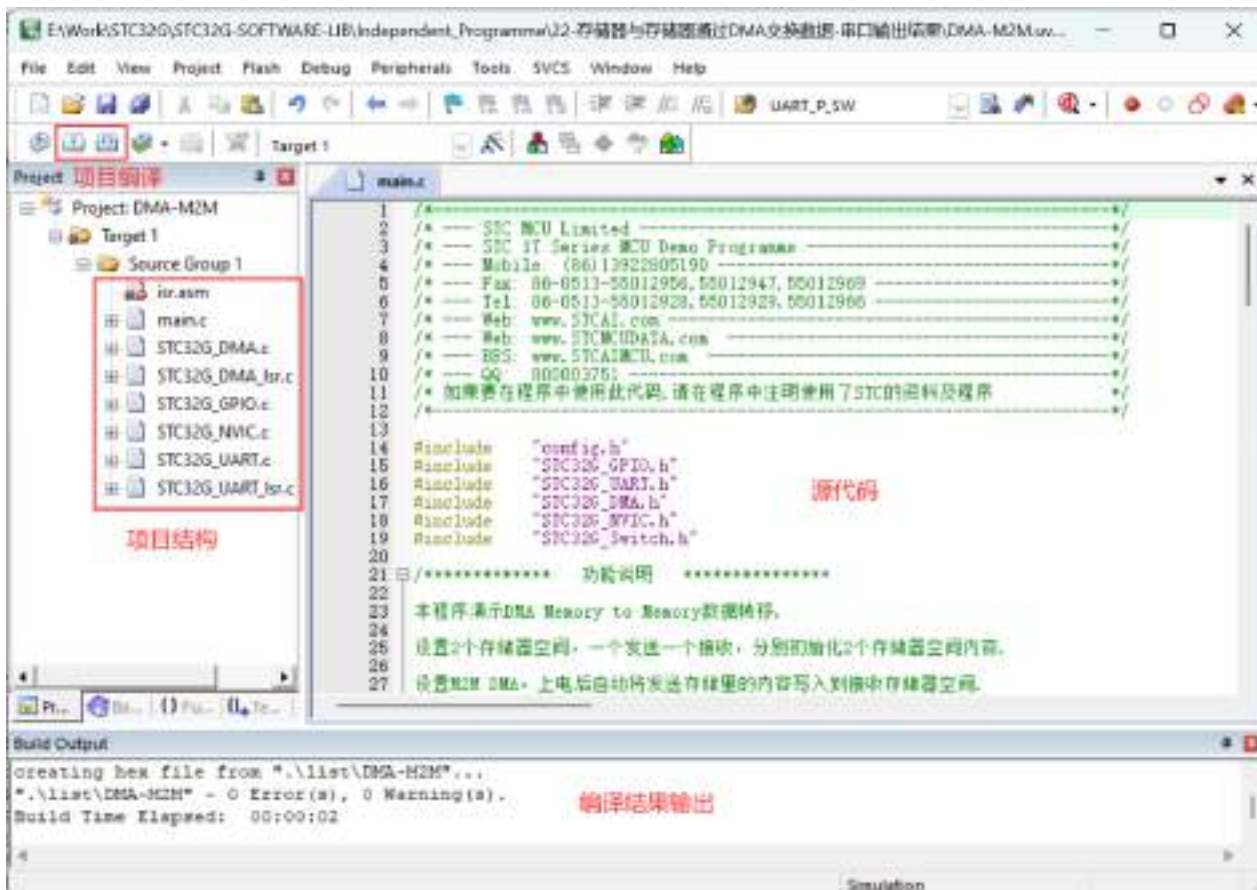 E:\Work\STC32G\STC32G-SOFTWARE-LIB\Independent_Programme\22-存储器与存储器通过DMA交换数据-串口输出结果\DMA-M2M.uv...
File Edit View Project Flash Debug Peripherals Tools SVCS Window Help
UART_P_SW
Target 1
Project 项目编译
main.c
Project: DMA-M2M
Target 1
Source Group 1
isr.asm
main.c
STC32G_DMA.c
STC32G_DMA_Isr.c
STC32G_GPIO.c
STC32G_NVIC.c
STC32G_UART.c
STC32G_UART_Isr.c
项目结构
1 /*---------------------------------------------------------------------*/
2 /* --- STC MCU Limited ------------------------------------------------*/
3 /* --- STC 1T Series MCU Demo Programme -------------------------------*/
4 /* --- Mobile: (86)13922805190 ----------------------------------------*/
5 /* --- Fax: 86-0513-55012956,55012947,55012969 ------------------------*/
6 /* --- Tel: 86-0513-55012928,55012929,55012966 ------------------------*/
7 /* --- Web: www.STCAI.com ---------------------------------------------*/
8 /* --- Web: www.STCMCUDATA.com ---------------------------------------*/
9 /* --- BBS: www.STCAIMCU.com -----------------------------------------*/
10 /* --- QQ: 800003751 -------------------------------------------------*/
11 /* 如果要在程序中使用此代码,请在程序中注明使用了STC的资料及程序 */
12 /*---------------------------------------------------------------------*/
13
14 #include "config.h"
15 #include "STC32G_GPIO.h"
16 #include "STC32G_UART.h"
17 #include "STC32G_DMA.h"
18 #include "STC32G_NVIC.h"
19 #include "STC32G_Switch.h"
源代码
20
21 /************* 功能说明 ***************
22
23 本程序演示DMA Memory to Memory数据转移.
24
25 设置2个存储器空间, 一个发送一个接收, 分别初始化2个存储器空间内容.
26
27 设置M2M DMA, 上电后自动将发送存储里的内容写入到接收存储器空间.
Build Output
creating hex file from ".\list\DMA-M2M"...
".\list\DMA-M2M" - 0 Error(s), 0 Warning(s).
Build Time Elapsed: 00:00:02
编译结果输出
Simulation